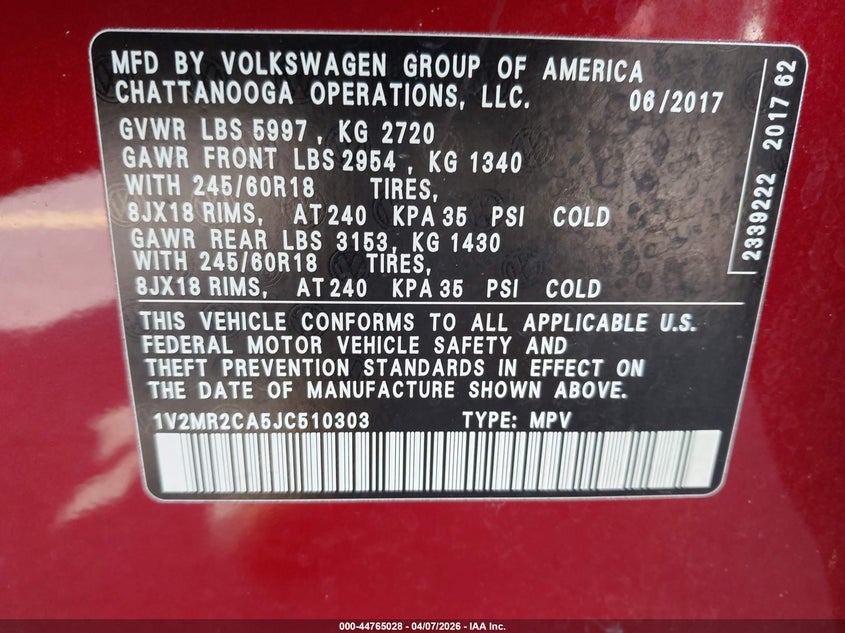 MFD BY VOLKSWAGEN GROUP OF AMERICA
CHATTANOOGA OPERATIONS, LLC. 06/2017
GVWR LBS 5997, KG 2720
GAWR FRONT LBS 2954, KG 1340
WITH 245/60R18 TIRES,
8JX18 RIMS, AT 240 KPA 35 PSI COLD
GAWR REAR LBS 3153, KG 1430
WITH 245/60R18 TIRES,
8JX18 RIMS, AT 240 KPA 35 PSI COLD
THIS VEHICLE CONFORMS TO ALL APPLICABLE U.S.
FEDERAL MOTOR VEHICLE SAFETY AND
THEFT PREVENTION STANDARDS IN EFFECT ON
THE DATE OF MANUFACTURE SHOWN ABOVE.
1V2MR2CA5JC510303 TYPE: MPV
2339222 2017 62
000-44765028 - 04/07/2026 - IAA Inc.